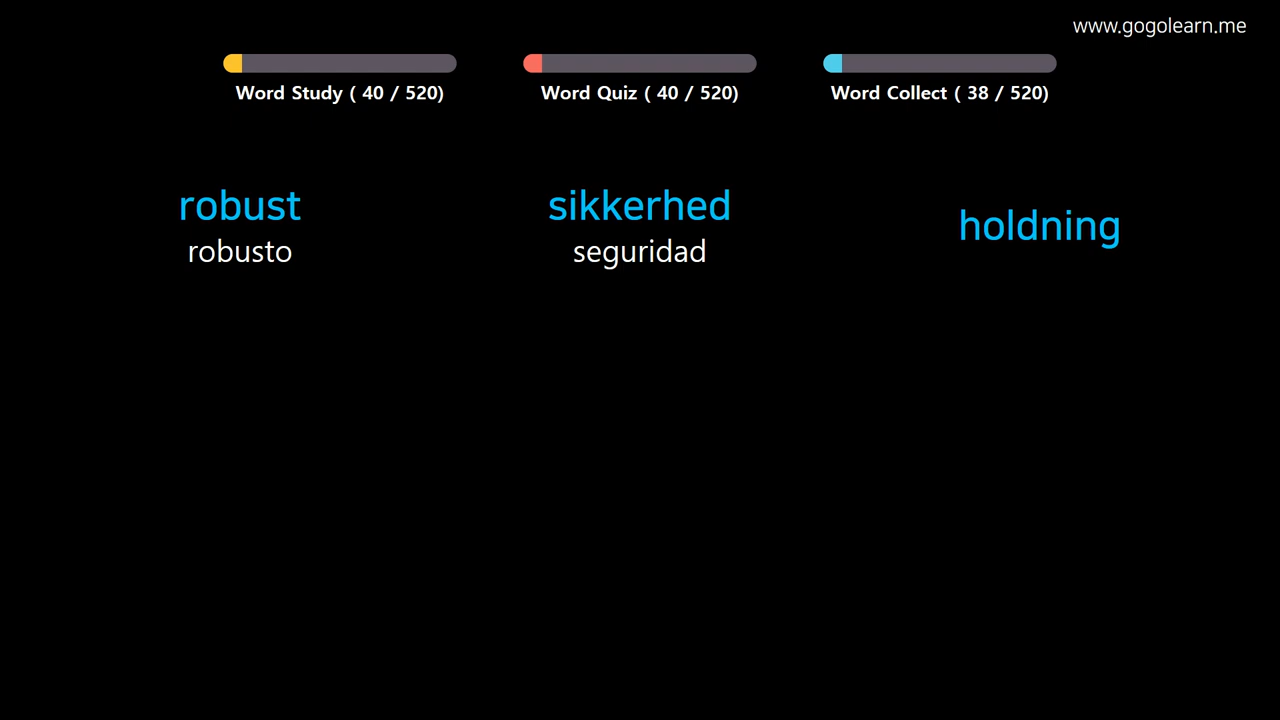 www.gogolearn.me
Word Study ( 40 / 520)
Word Quiz ( 40 / 520)
Word Collect ( 38 / 520)
robust
robusto
sikkerhed
seguridad
holdning